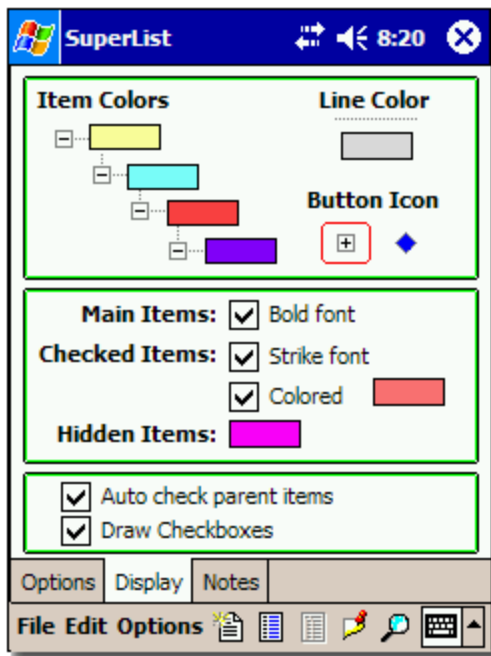 SuperList 8:20
Item Colors Line Color
Button Icon
Main Items: Bold font
Checked Items: Strike font
Colored
Hidden Items:
Auto check parent items
Draw Checkboxes
Options Display Notes
File Edit Options